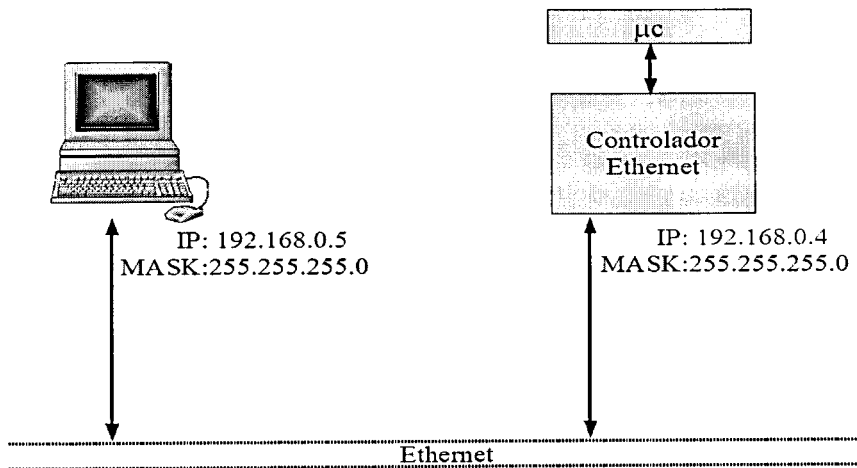 µc
Controlador
Ethernet
IP: 192.168.0.5
MASK:255.255.255.0
IP: 192.168.0.4
MASK:255.255.255.0
Ethernet